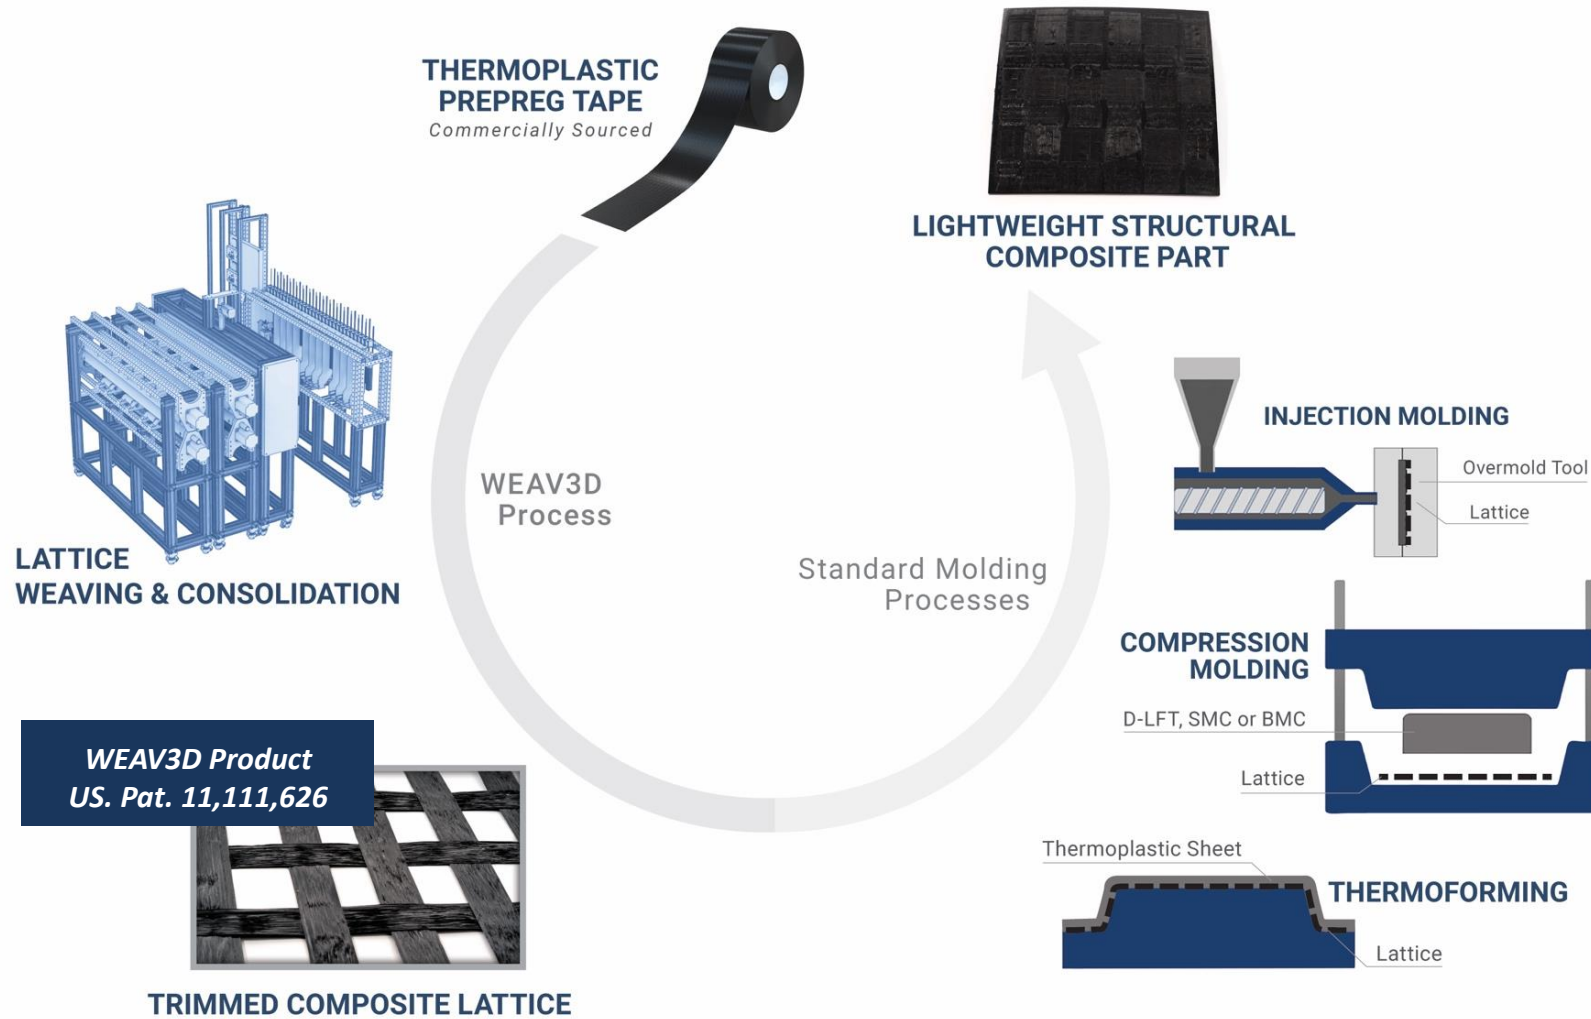 THERMOPLASTIC
PREPREG TAPE
Commercially Sourced
LIGHTWEIGHT STRUCTURAL
COMPOSITE PART
LATTICE
WEAVING & CONSOLIDATION
WEAV3D
Process
Standard Molding
Processes
INJECTION MOLDING
Overmold Tool
Lattice
COMPRESSION
MOLDING
D-LFT, SMC or BMC
Lattice
Thermoplastic Sheet
THERMOFORMING
Lattice
WEAV3D Product
US. Pat. 11,111,626
TRIMMED COMPOSITE LATTICE